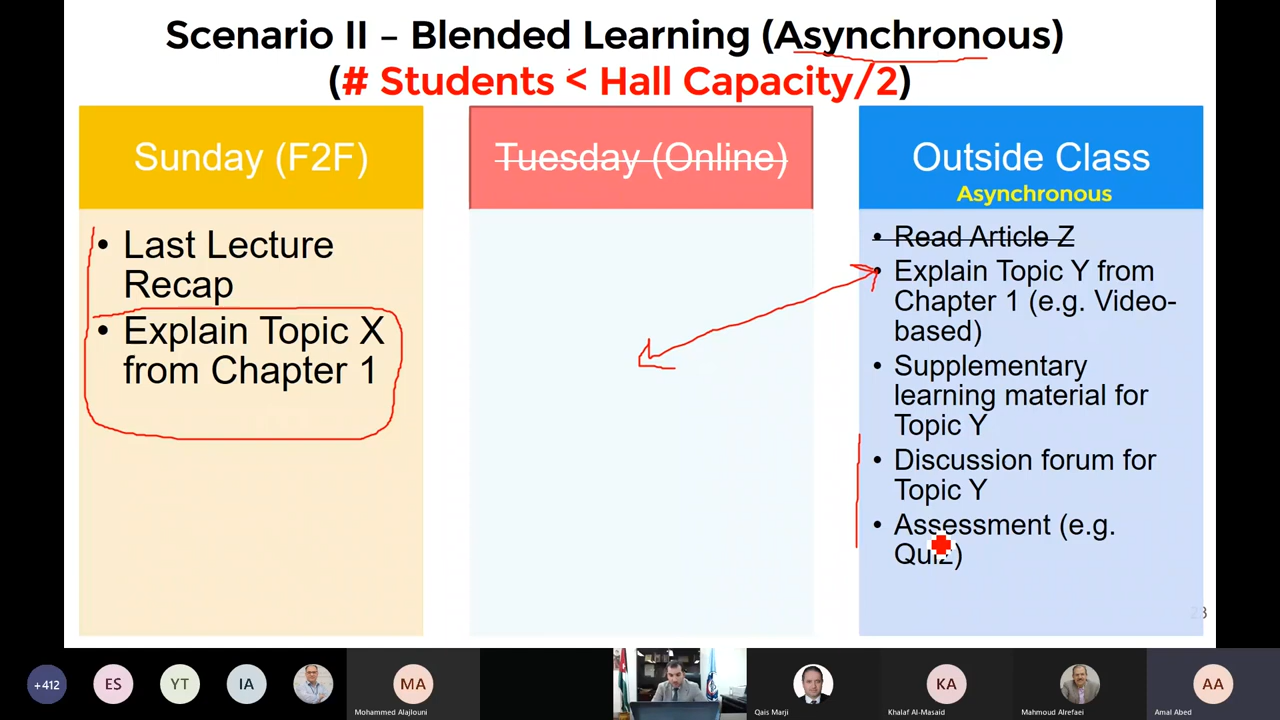 Scenario II – Blended Learning (Asynchronous)
(# Students < Hall Capacity/2)
Sunday (F2F)
• Last Lecture
Recap
• Explain Topic X
from Chapter 1
Tuesday (Online)
Outside Class
Asynchronous
• Read Article Z
• Explain Topic Y from
Chapter 1 (e.g. Video-
based)
• Supplementary
learning material for
Topic Y
• Discussion forum for
Topic Y
• Assessment (e.g.
Quiz)
23
+412
ES
YT
IA
MA
Mohammed Alajlouni
Qais Marji
KA
Khalaf Al-Masaid
Mahmoud Alrefaei
AA
Amal Abed